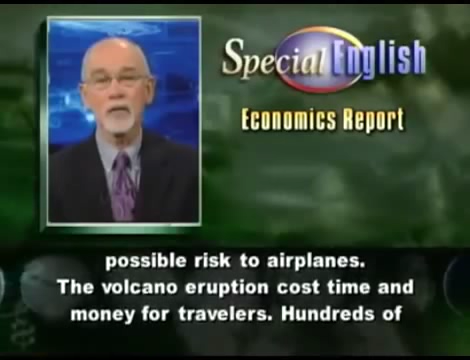 Special English
Economics Report
possible risk to airplanes.
The volcano eruption cost time and
money for travelers. Hundreds of